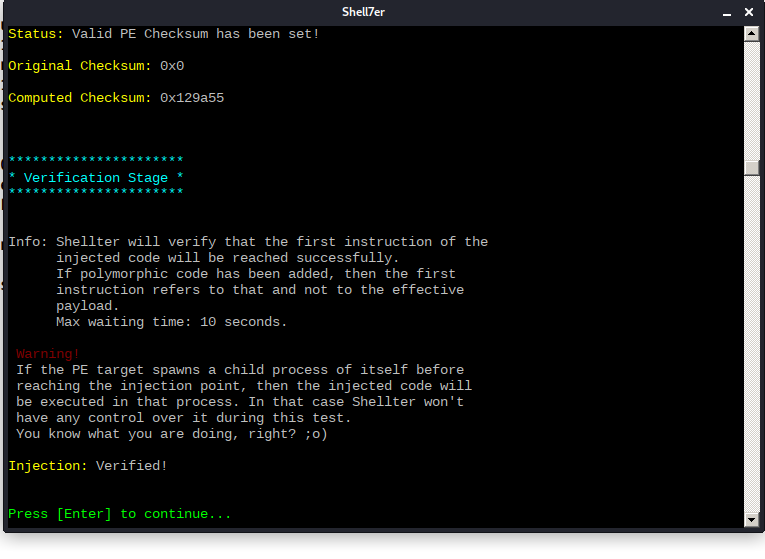 Shell7er
Status: Valid PE Checksum has been set!
Original Checksum: 0x0
Computed Checksum: 0x129a55
**********************
* Verification Stage *
**********************
Info: Shellter will verify that the first instruction of the
injected code will be reached successfully.
If polymorphic code has been added, then the first
instruction refers to that and not to the effective
payload.
Max waiting time: 10 seconds.
Warning!
If the PE target spawns a child process of itself before
reaching the injection point, then the injected code will
be executed in that process. In that case Shellter won't
have any control over it during this test.
You know what you are doing, right? ;o)
Injection: Verified!
Press [Enter] to continue...